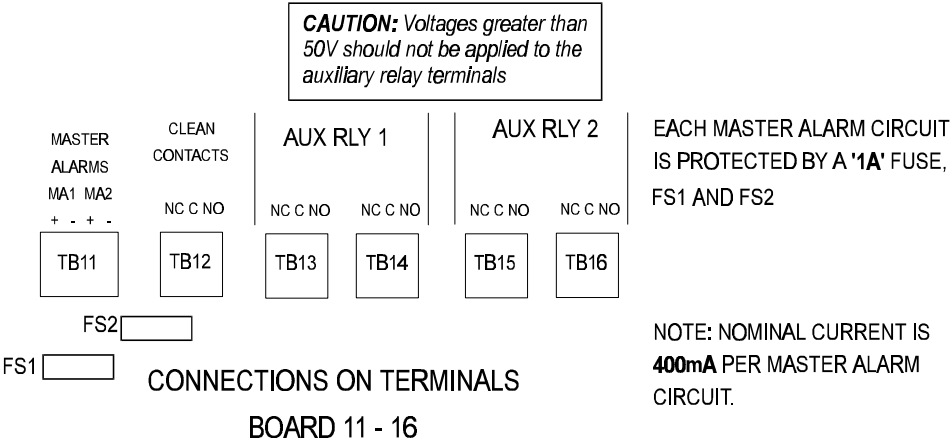 CAUTION: Voltages greater than
50V should not be applied to the
auxiliary relay terminals
MASTER
ALARMS
MA1 MA2
+ - + -
CLEAN
CONTACTS
NC C NO
AUX RLY 1
NC C NO NC C NO
AUX RLY 2
NC C NO NC C NO
TB11 TB12 TB13 TB14 TB15 TB16
FS2
FS1
CONNECTIONS ON TERMINALS
BOARD 11 - 16
EACH MASTER ALARM CIRCUIT
IS PROTECTED BY A '1A' FUSE,
FS1 AND FS2
NOTE: NOMINAL CURRENT IS
400mA PER MASTER ALARM
CIRCUIT.